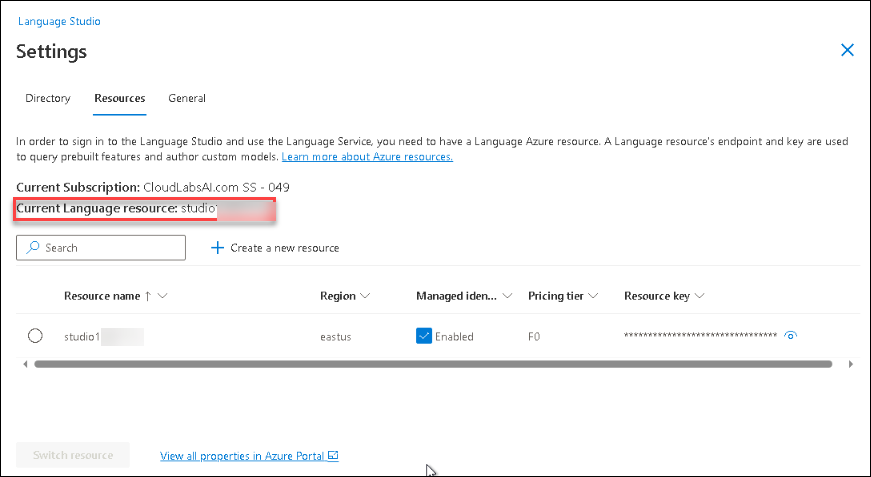 Language Studio
Settings
Directory Resources General
In order to sign in to the Language Studio and use the Language Service, you need to have a Language Azure resource. A Language resource's endpoint and key are used
to query prebuilt features and author custom models. Learn more about Azure resources.
Current Subscription: CloudLabsAI.com SS - 049
Current Language resource: studio
Search + Create a new resource
Resource name ↑ Region Managed iden... Pricing tier Resource key
studio1 eastus Enabled F0 ********************************
Switch resource View all properties in Azure Portal